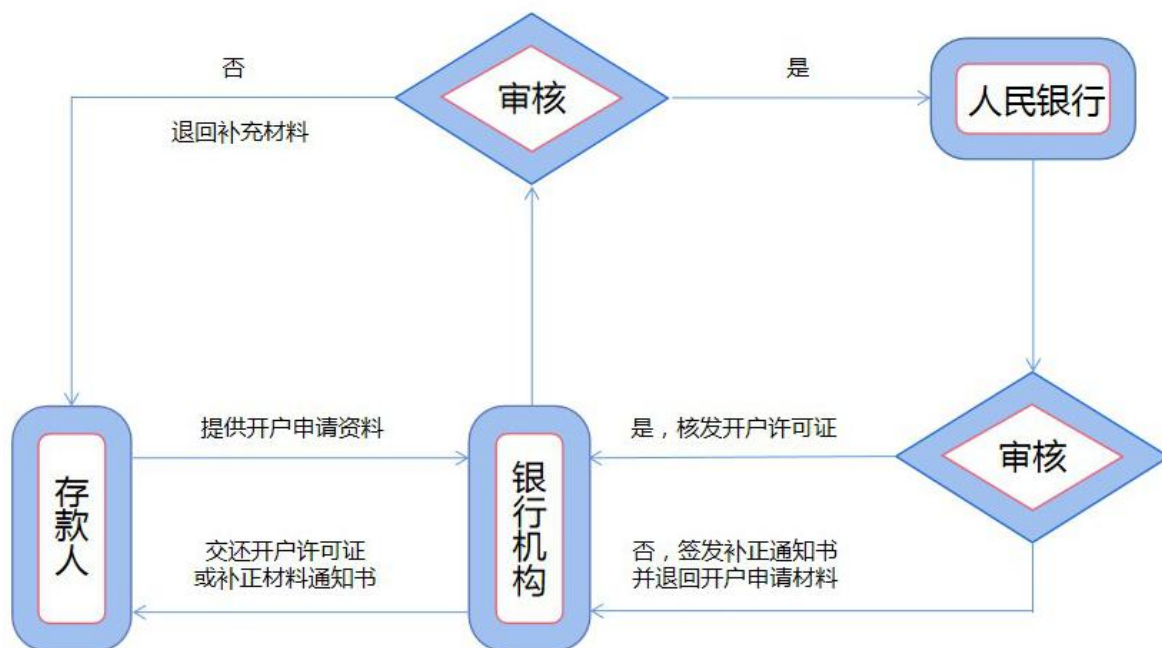 否
审核
是
人民银行
退回补充材料
提供开户申请资料
是，核发开户许可证
审核
存款人
银行机构
交还开户许可证
或补正材料通知书
否，签发补正通知书
并退回开户申请材料